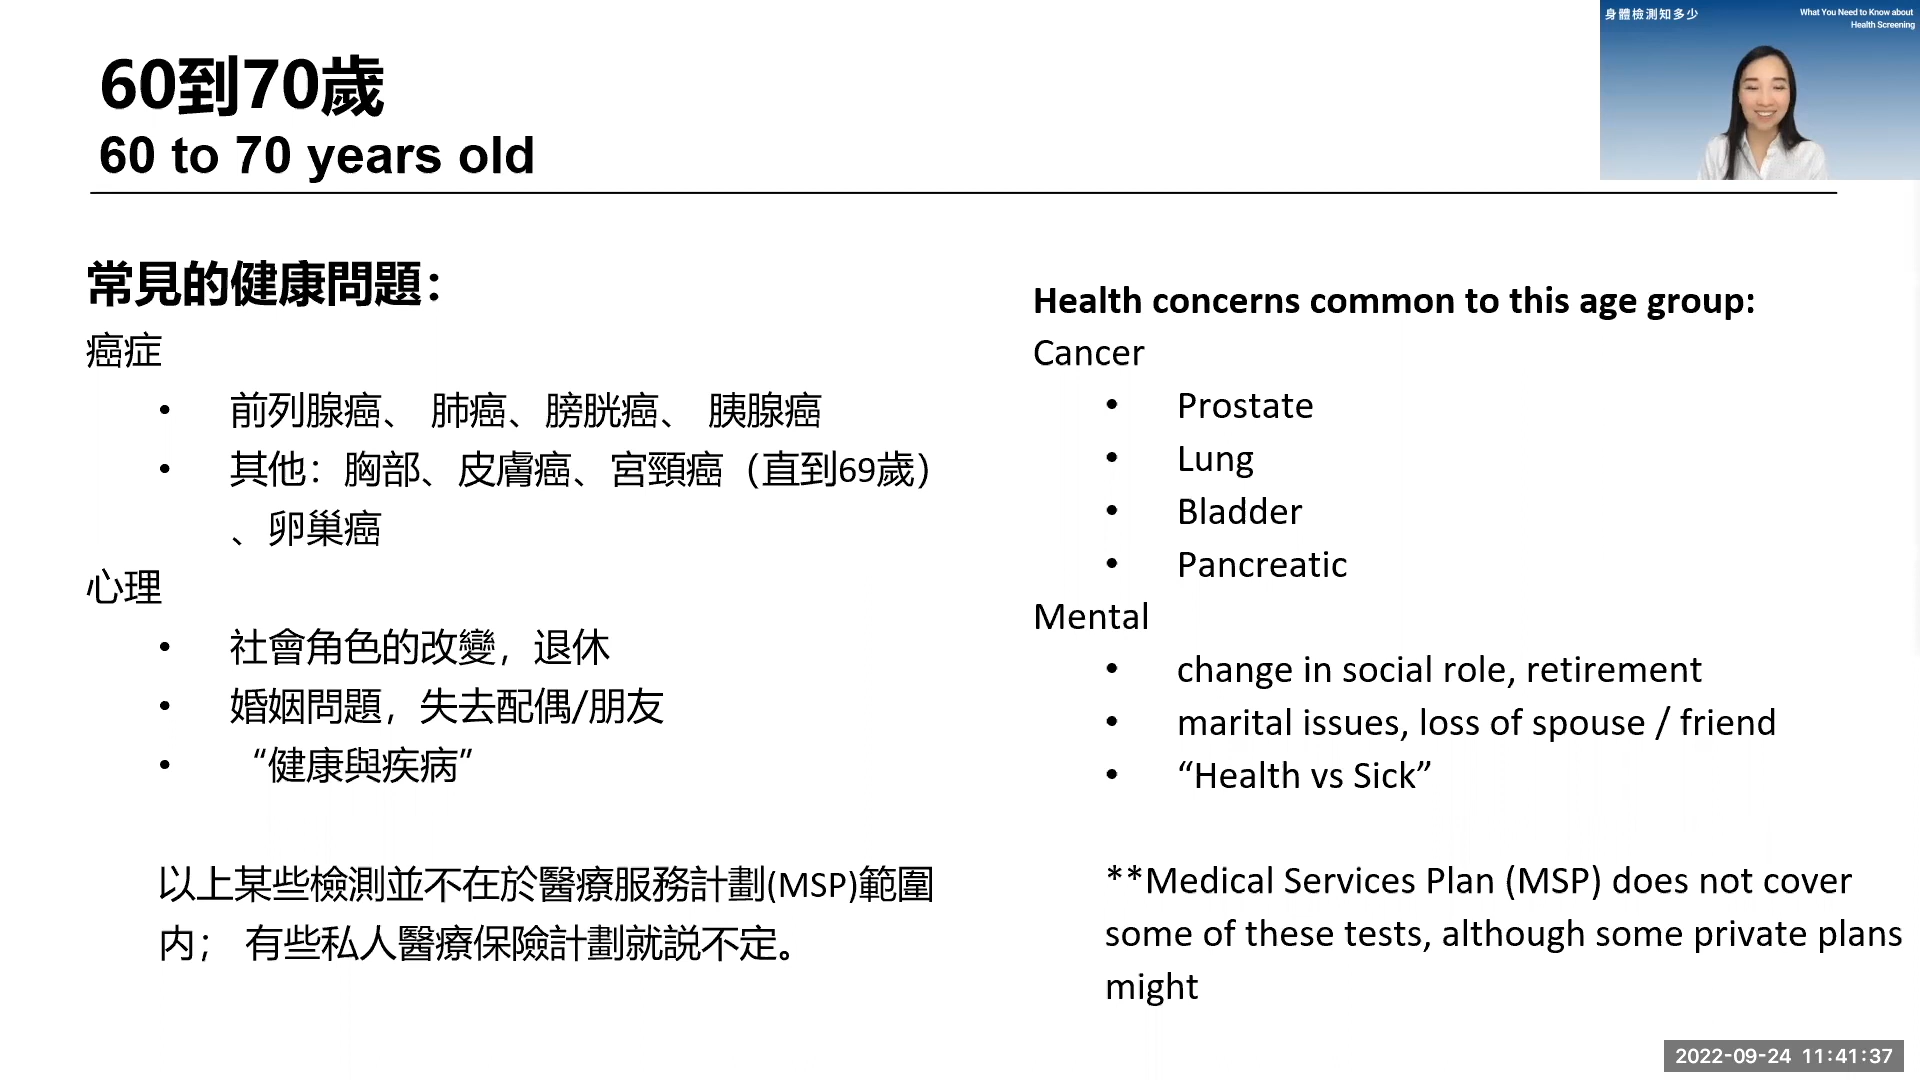 60到70歲
60 to 70 years old
身體檢測知多少
What You Need to Know about
Health Screening
常見的健康問題：
癌症
• 前列腺癌、 肺癌、膀胱癌、 胰腺癌
• 其他：胸部、皮膚癌、宮頸癌（直到69歲）
、卵巢癌
心理
• 社會角色的改變，退休
• 婚姻問題，失去配偶/朋友
• “健康與疾病”
以上某些檢測並不在於醫療服務計劃(MSP)範圍
内； 有些私人醫療保險計劃就説不定。
Health concerns common to this age group:
Cancer
• Prostate
• Lung
• Bladder
• Pancreatic
Mental
• change in social role, retirement
• marital issues, loss of spouse / friend
• “Health vs Sick”
**Medical Services Plan (MSP) does not cover
some of these tests, although some private plans
might
2022-09-24 11:41:37